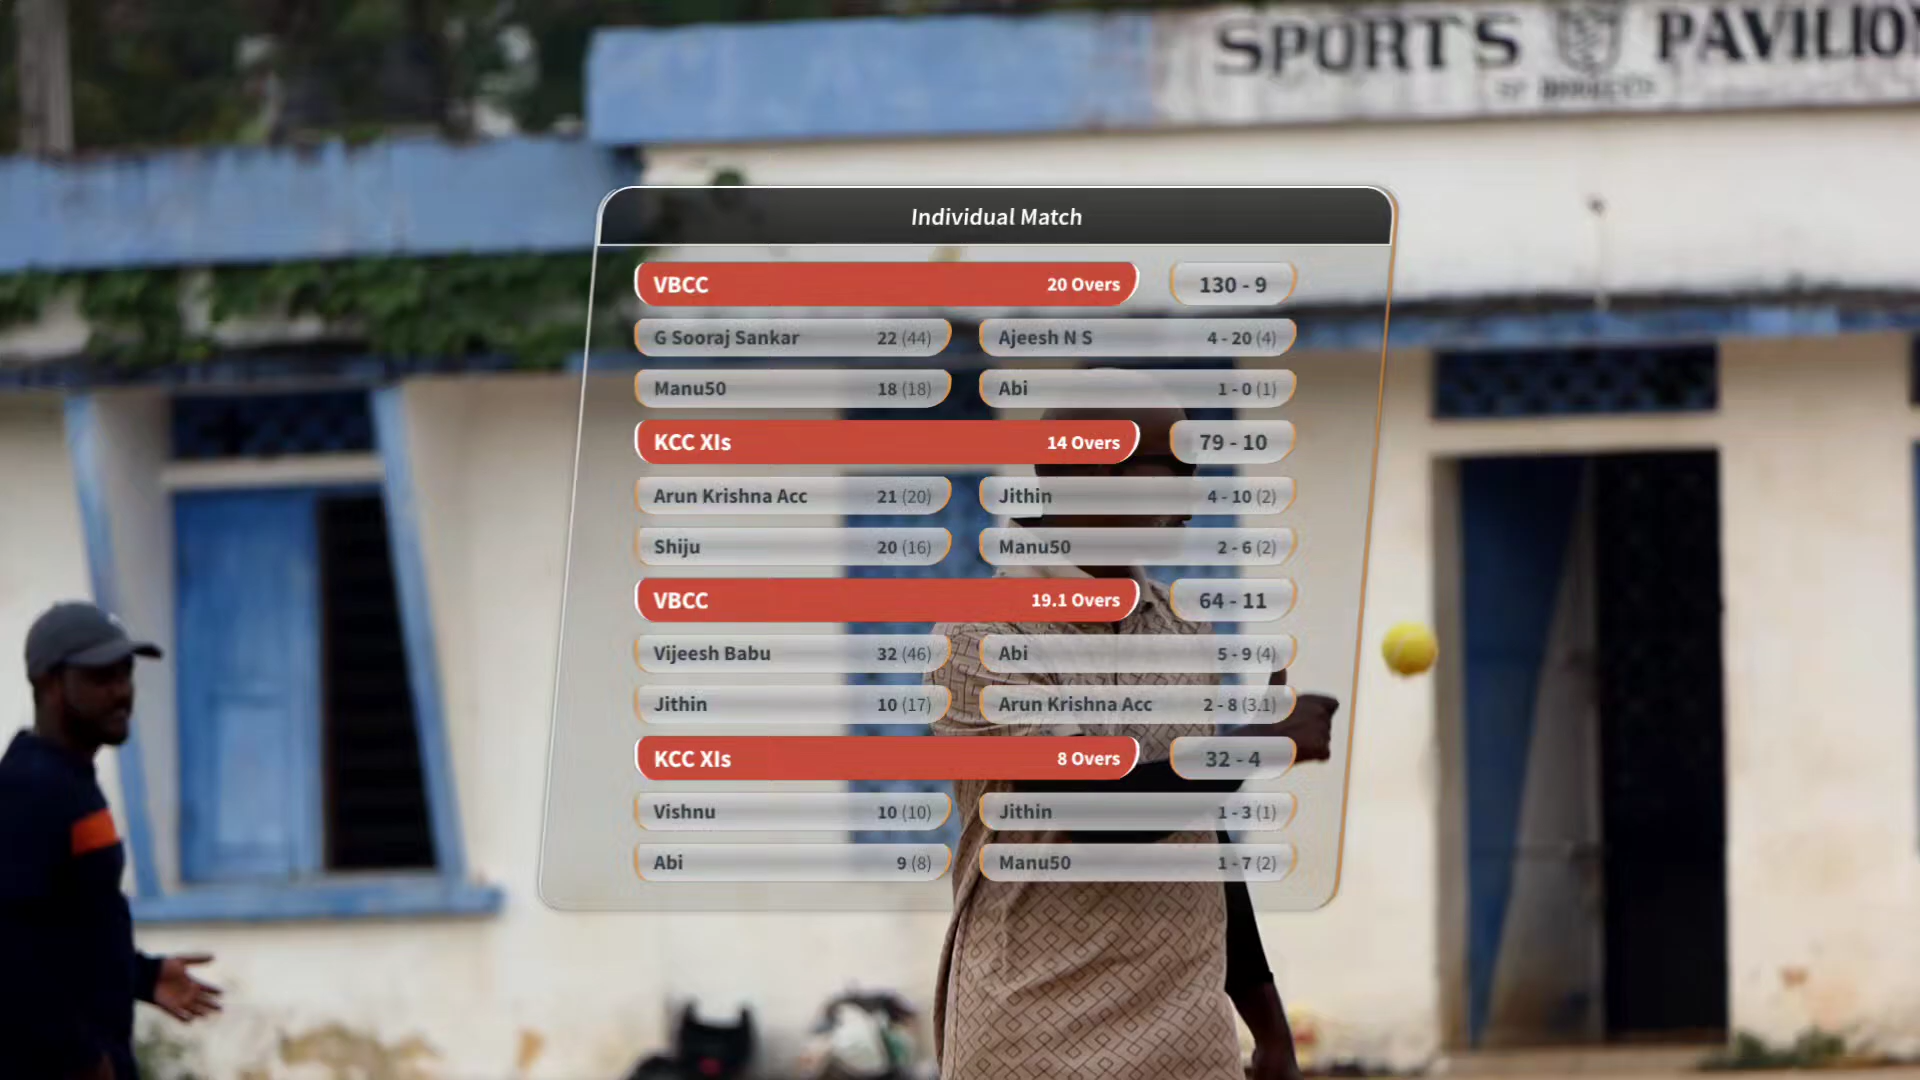 SPORTS PAVILION
Individual Match
VBCC 20 Overs 130 - 9
G Sooraj Sankar 22 (44) Ajeesh N S 4 - 20 (4)
Manu50 18 (18) Abi 1 - 0 (1)
KCC XIs 14 Overs 79 - 10
Arun Krishna Acc 21 (20) Jithin 4 - 10 (2)
Shiju 20 (16) Manu50 2 - 6 (2)
VBCC 19.1 Overs 64 - 11
Vijeesh Babu 32 (46) Abi 5 - 9 (4)
Jithin 10 (17) Arun Krishna Acc 2 - 8 (3.1)
KCC XIs 8 Overs 32 - 4
Vishnu 10 (10) Jithin 1 - 3 (1)
Abi 9 (8) Manu50 1 - 7 (2)